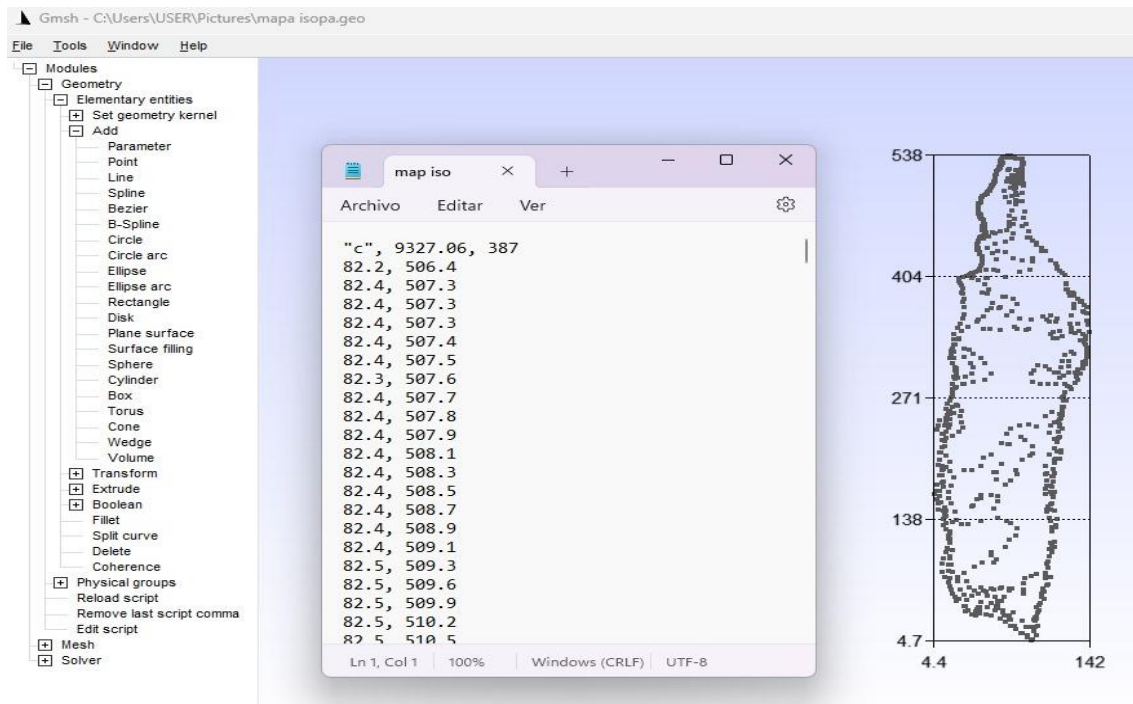 Gmsh - C:\Users\USER\Pictures\mapa isopa.geo
File Tools Window Help
Modules
Geometry
Elementary entities
Set geometry kernel
Add
Parameter
Point
Line
Spline
Bezier
B-Spline
Circle
Circle arc
Ellipse
Ellipse arc
Rectangle
Disk
Plane surface
Surface filling
Sphere
Cylinder
Box
Torus
Cone
Wedge
Volume
Transform
Extrude
Boolean
Fillet
Split curve
Delete
Coherence
Physical groups
Reload script
Remove last script comma
Edit script
Mesh
Solver
map iso
Archivo Editar Ver
"c", 9327.06, 387
82.2, 506.4
82.4, 507.3
82.4, 507.3
82.4, 507.3
82.4, 507.4
82.4, 507.5
82.3, 507.6
82.4, 507.7
82.4, 507.8
82.4, 507.9
82.4, 508.1
82.4, 508.3
82.4, 508.5
82.4, 508.7
82.4, 508.9
82.4, 509.1
82.5, 509.3
82.5, 509.6
82.5, 509.9
82.5, 510.2
82.5, 510.5
Ln 1, Col 1 100% Windows (CRLF) UTF-8
538
404
271
138
4.7
4.4 142